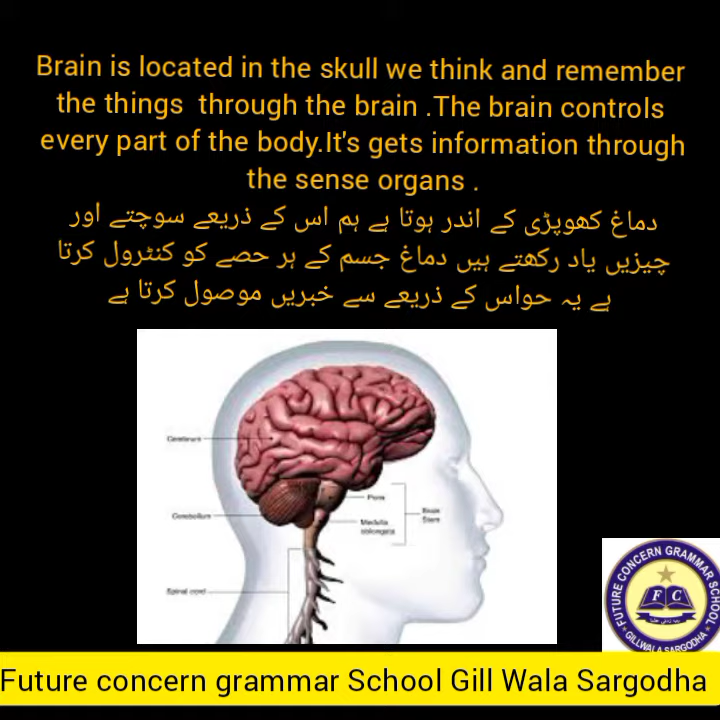 Brain is located in the skull we think and remember
the things through the brain .The brain controls
every part of the body.It's gets information through
the sense organs .
دماغ کھوپڑی کے اندر ہوتا ہے ہم اس کے ذریعے سوچتے اور
چیزیں یاد رکھتے ہیں دماغ جسم کے ہر حصے کو کنٹرول کرتا
ہے یہ حواس کے ذریعے سے خبریں موصول کرتا ہے
Cerebrum
Pons
Cerebellum
Brain
Stem
Medulla
oblongata
Spinal cord
FUTURE CONCERN GRAMMAR SCHOOL
F C
GILLWALA SARGODHA
Future concern grammar School Gill Wala Sargodha